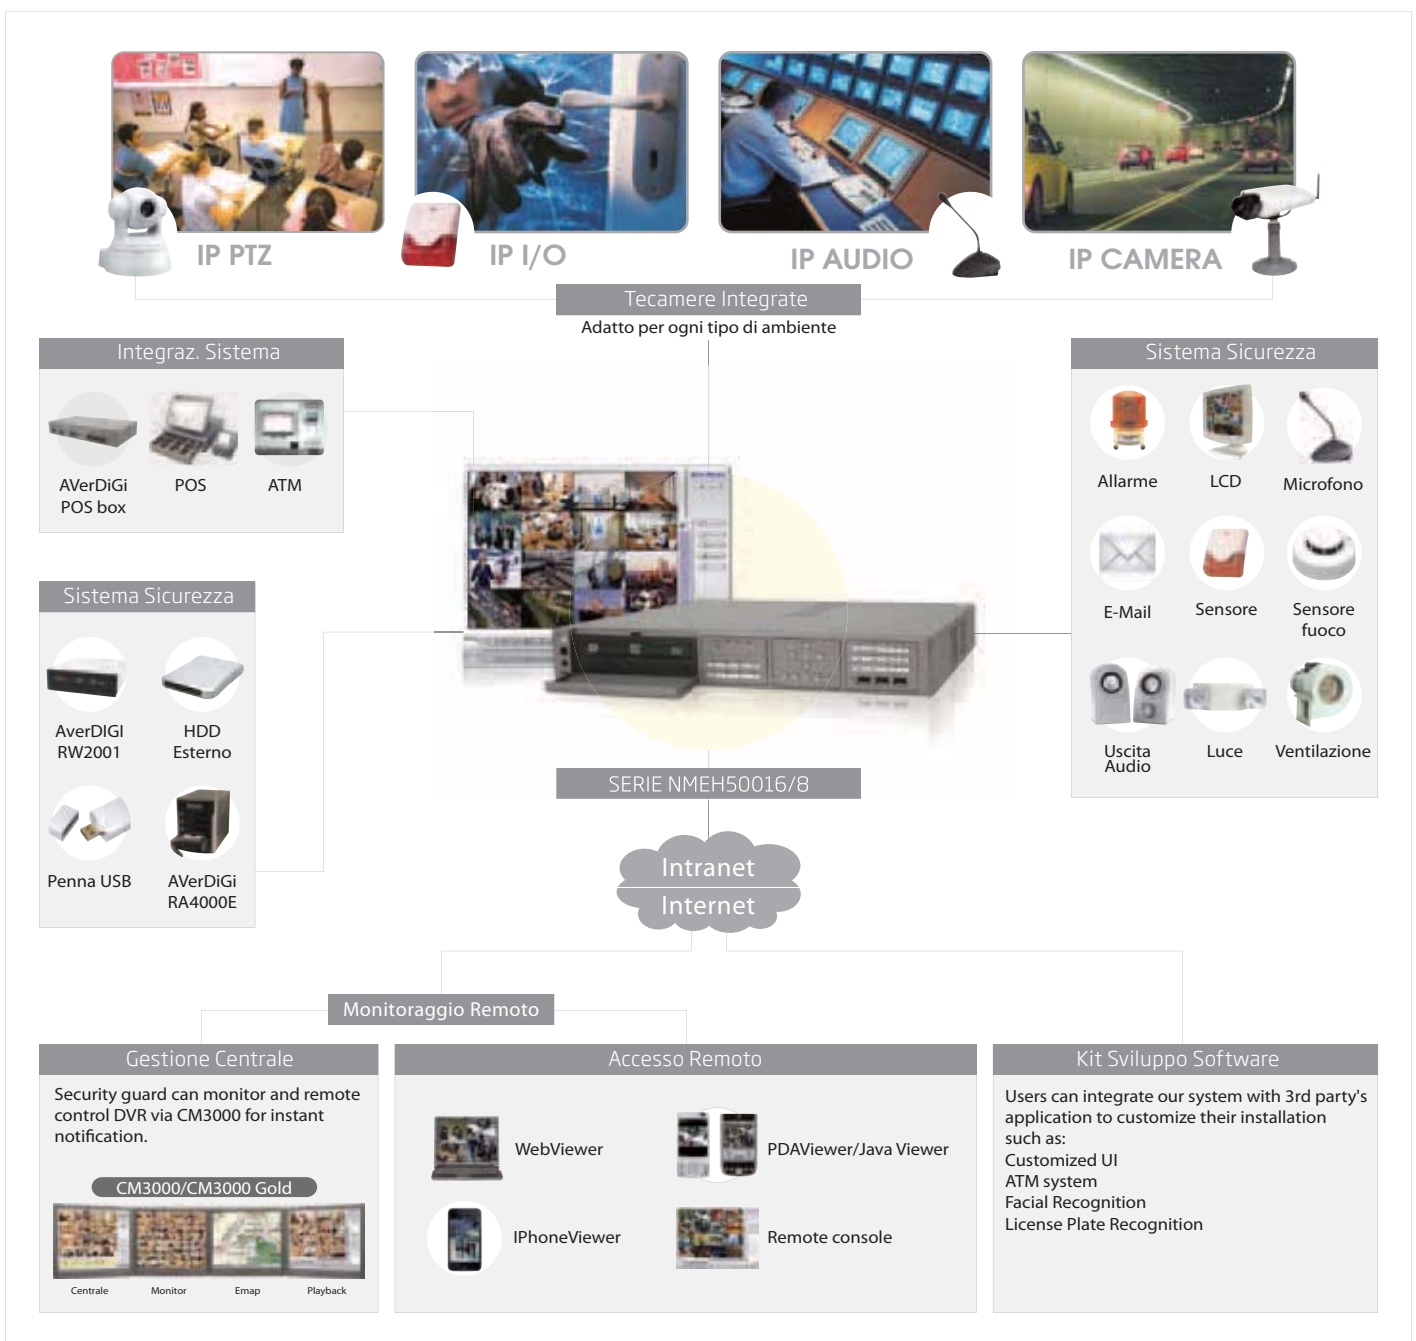 IP PTZ
IP I/O
IP AUDIO
IP CAMERA
Tecamere Integrate
Adatto per ogni tipo di ambiente
Integraz. Sistema
AVerDiGi
POS box
POS
ATM
Sistema Sicurezza
Allarme
LCD
Microfono
E-Mail
Sensore
Sensore
fuoco
Uscita
Audio
Luce
Ventilazione
Sistema Sicurezza
AverDIGI
RW2001
HDD
Esterno
Penna USB
AVerDiGi
RA4000E
SERIE NMEH50016/8
Intranet
Internet
Monitoraggio Remoto
Gestione Centrale
Security guard can monitor and remote
control DVR via CM3000 for instant
notification.
CM3000/CM3000 Gold
Centrale
Monitor
Emap
Playback
Accesso Remoto
WebViewer
PDAViewer/Java Viewer
IPhoneViewer
Remote console
Kit Sviluppo Software
Users can integrate our system with 3rd party's
application to customize their installation
such as:
Customized UI
ATM system
Facial Recognition
License Plate Recognition